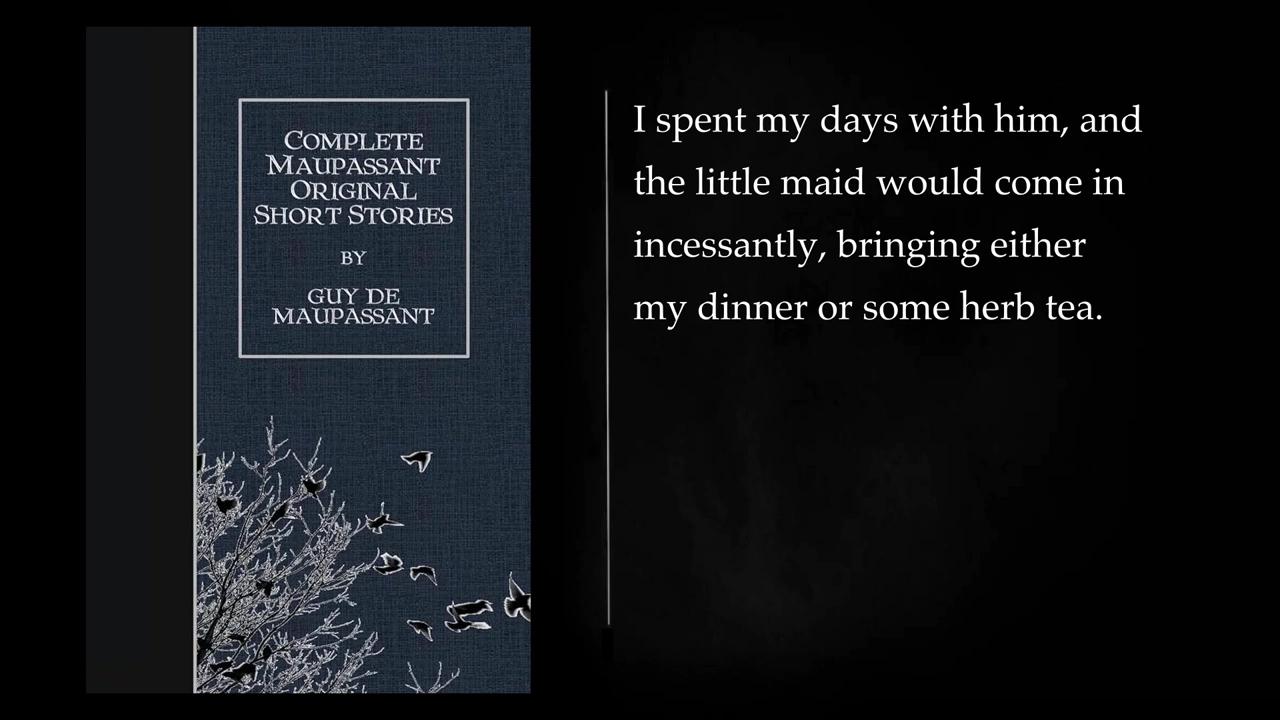 COMPLETE
MAUPASSANT
ORIGINAL
SHORT STORIES
BY
GUY DE
MAUPASSANT
I spent my days with him, and
the little maid would come in
incessantly, bringing either
my dinner or some herb tea.